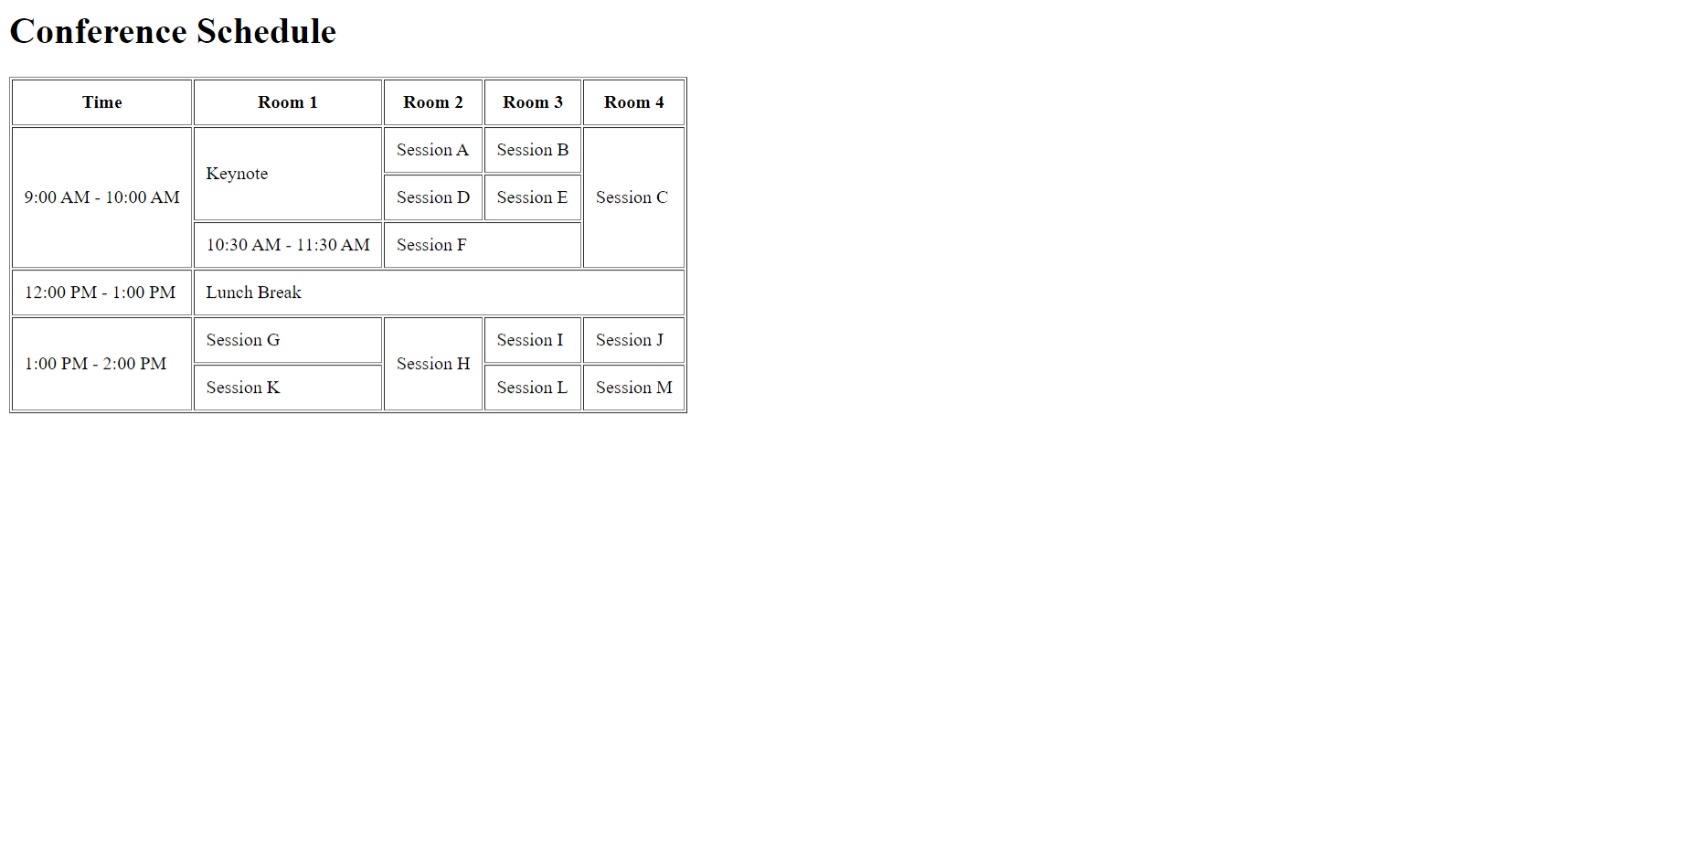 Conference Schedule
Time Room 1 Room 2 Room 3 Room 4
9:00 AM - 10:00 AM Keynote Session A Session B Session C
Session D Session E
10:30 AM - 11:30 AM Session F
12:00 PM - 1:00 PM Lunch Break
1:00 PM - 2:00 PM Session G Session H Session I Session J
Session K Session L Session M